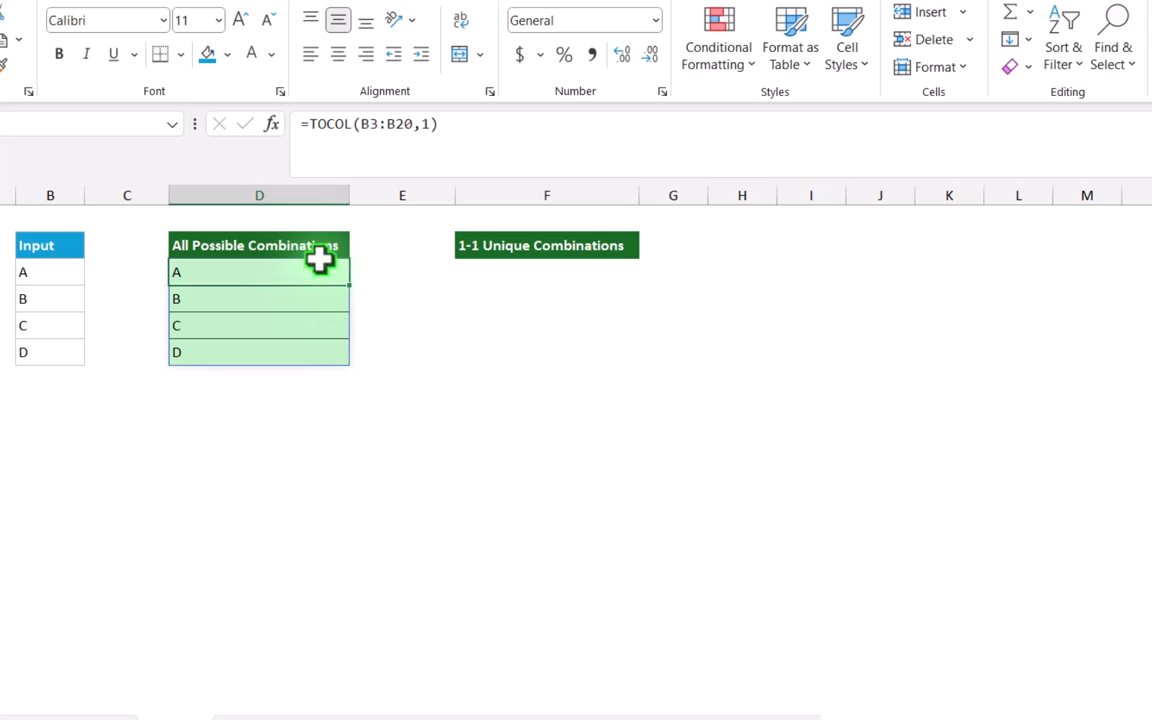 Calibri
11
General
Insert
Delete
Format
Conditional
Formatting
Format as
Table
Cell
Styles
Sort &
Filter
Find &
Select
B I U A
$ % ,
Font
Alignment
Number
Styles
Cells
Editing
fx =TOCOL(B3:B20,1)
B C D E F G H I J K L M
Input All Possible Combinations 1-1 Unique Combinations
A A
B B
C C
D D